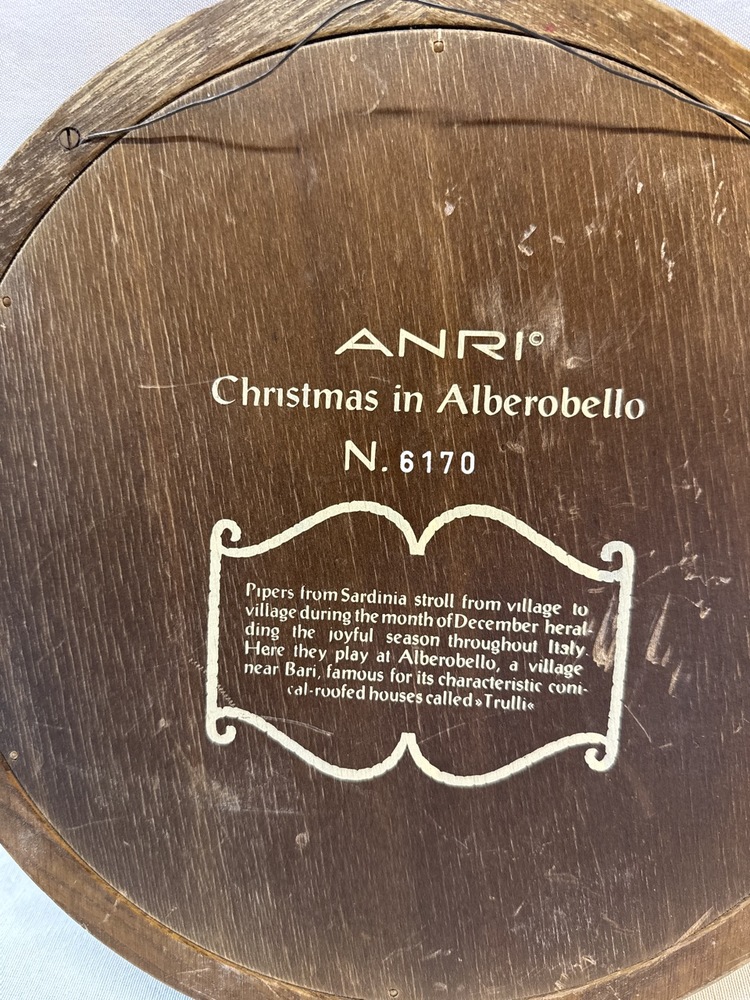 ANRI©
Christmas in Alberobello
N. 6170
Pipers from Sardinia stroll from village to
village during the month of December heral-
ding the joyful season throughout Italy.
Here they play at Alberobello, a village
near Bari, famous for its characteristic coni-
cal-roofed houses called »Trulli«